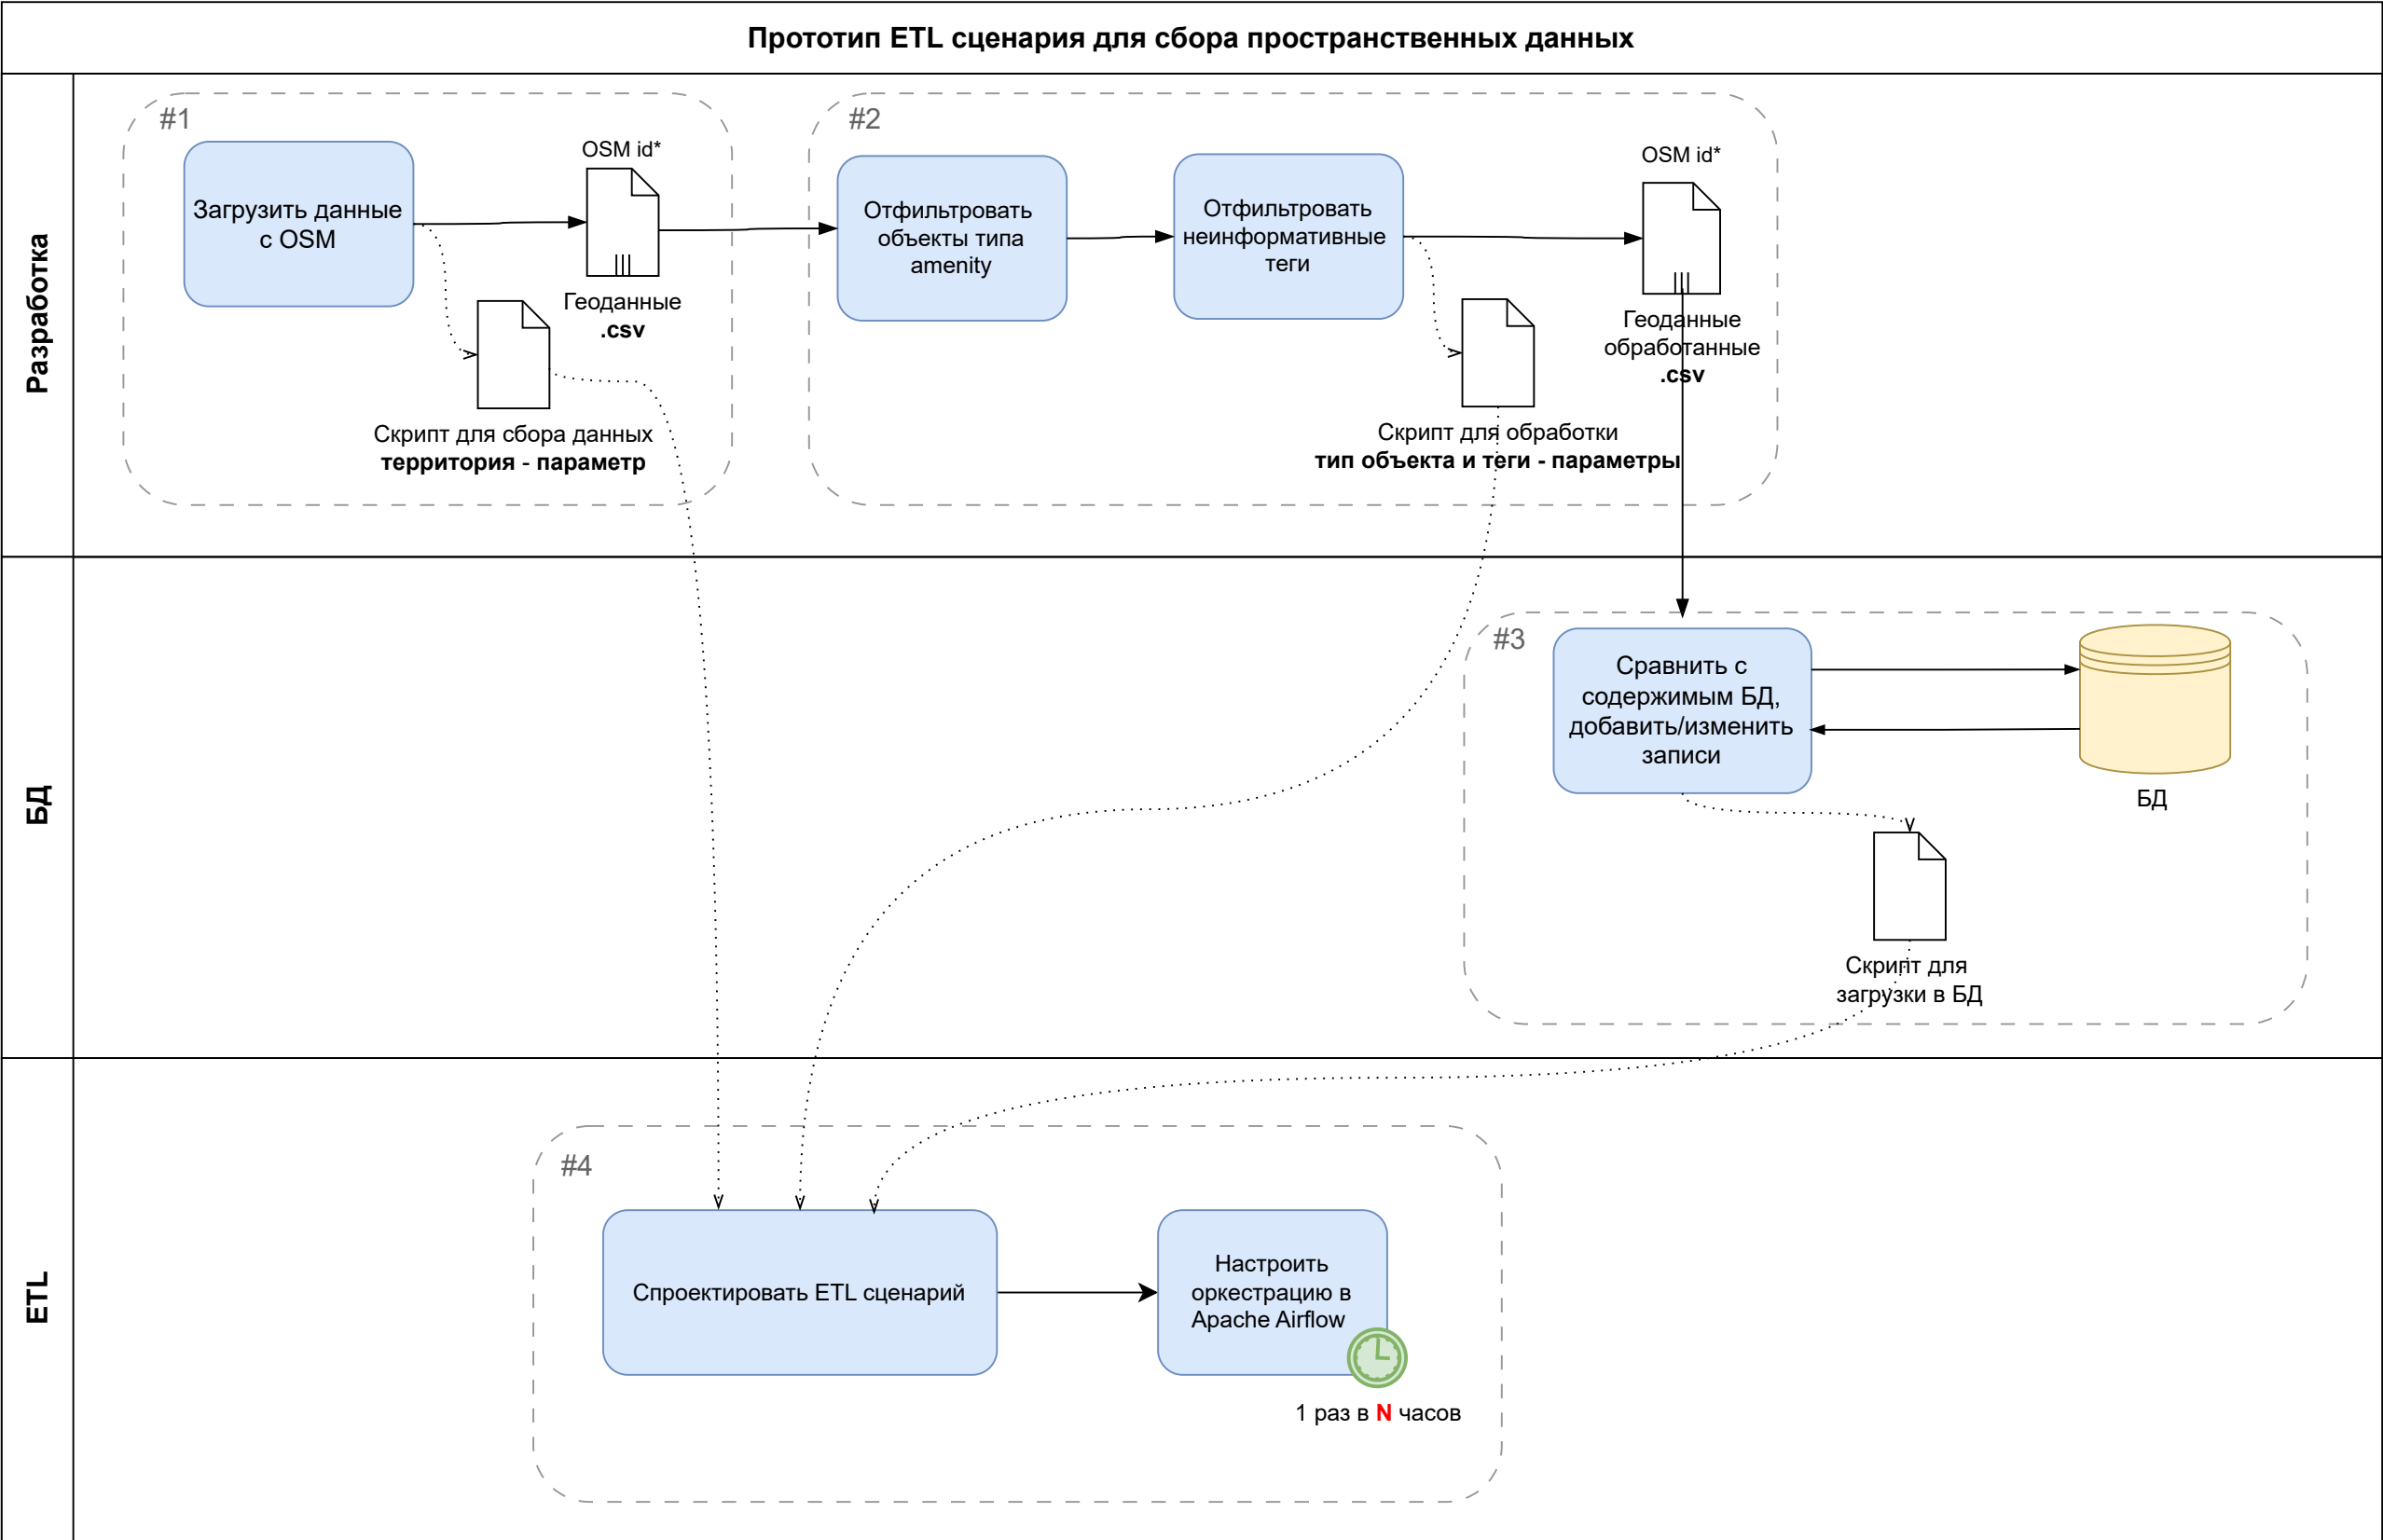 Прототип ETL сценария для сбора пространственных данных
Разработка
#1
Загрузить данные
с OSM
OSM id*
Геоданные
.csv
Скрипт для сбора данных
территория - параметр
#2
Отфильтровать
объекты типа
amenity
Отфильтровать
неинформативные
теги
OSM id*
Геоданные
обработанные
.csv
Скрипт для обработки
тип объекта и теги - параметры
БД
#3
Сравнить с
содержимым БД,
добавить/изменить
записи
БД
Скрипт для
загрузки в БД
ETL
#4
Спроектировать ETL сценарий
Настроить
оркестрацию в
Apache Airflow
1 раз в N часов